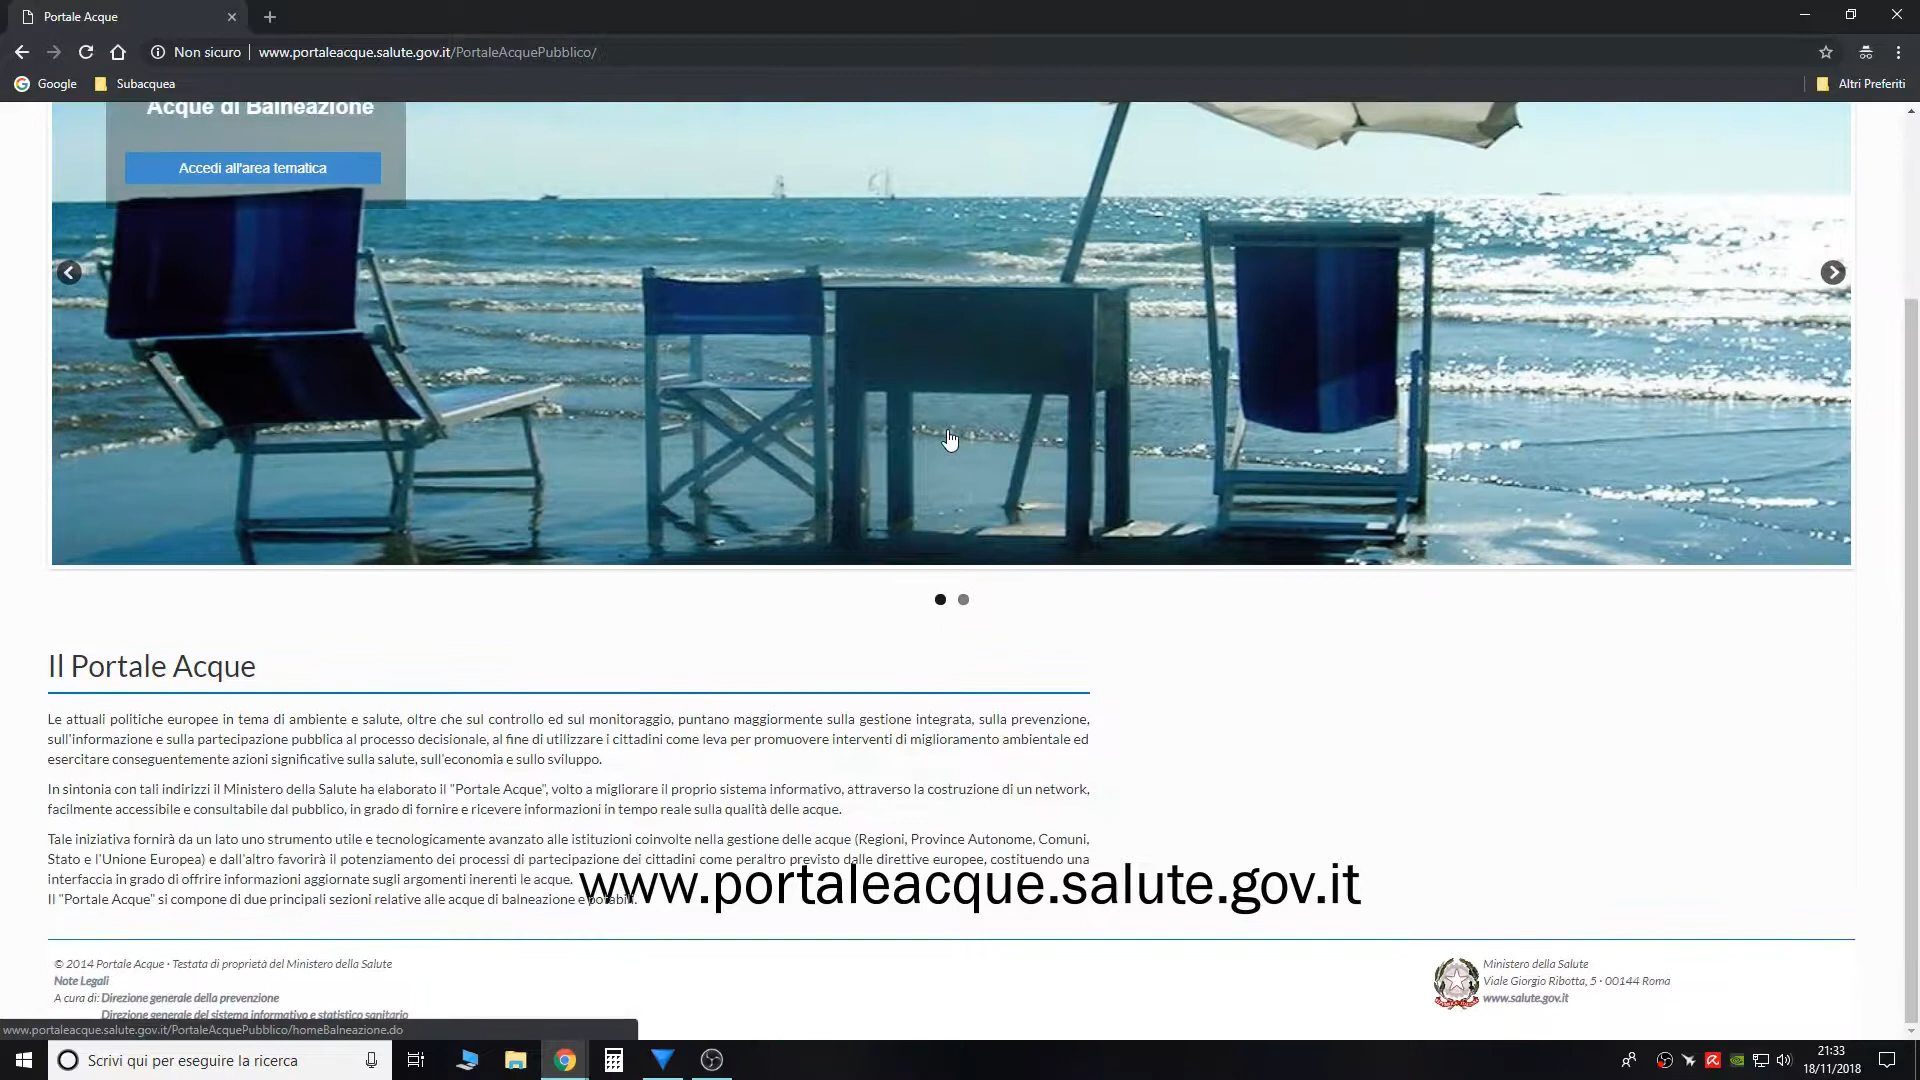 Portale Acque
Non sicuro
www.portaleacque.salute.gov.it/PortaleAcquePubblico/
Google
Subacquea
Altri Preferiti
Acque di Balneazione
Accedi all'area tematica
Il Portale Acque
Le attuali politiche europee in tema di ambiente e salute, oltre che sul controllo ed sul monitoraggio, puntano maggiormente sulla gestione integrata, sulla prevenzione,
sull'informazione e sulla partecipazione pubblica al processo decisionale, al fine di utilizzare i cittadini come leva per promuovere interventi di miglioramento ambientale ed
esercitare conseguentemente azioni significative sulla salute, sull'economia e sullo sviluppo.
In sintonia con tali indirizzi il Ministero della Salute ha elaborato il "Portale Acque", volto a migliorare il proprio sistema informativo, attraverso la costruzione di un network,
facilmente accessibile e consultabile dal pubblico, in grado di fornire e ricevere informazioni in tempo reale sulla qualità delle acque.
Tale iniziativa fornirà da un lato uno strumento utile e tecnologicamente avanzato alle istituzioni coinvolte nella gestione delle acque (Regioni, Province Autonome, Comuni,
Stato e l'Unione Europea) e dall'altro favorirà il potenziamento dei processi di partecipazione dei cittadini come peraltro previsto dalle direttive europee, costituendo una
interfaccia in grado di offrire informazioni aggiornate sugli argomenti inerenti le acque.
www.portaleacque.salute.gov.it
Il "Portale Acque" si compone di due principali sezioni relative alle acque di balneazione e potabili.
© 2014 Portale Acque · Testata di proprietà del Ministero della Salute
Note Legali
A cura di: Direzione generale della prevenzione
Direzione generale del sistema informativo e statistico sanitario
Ministero della Salute
Viale Giorgio Ribotta, 5 · 00144 Roma
www.salute.gov.it
www.portaleacque.salute.gov.it/PortaleAcquePubblico/homeBalneazione.do
Scrivi qui per eseguire la ricerca
21:33
18/11/2018